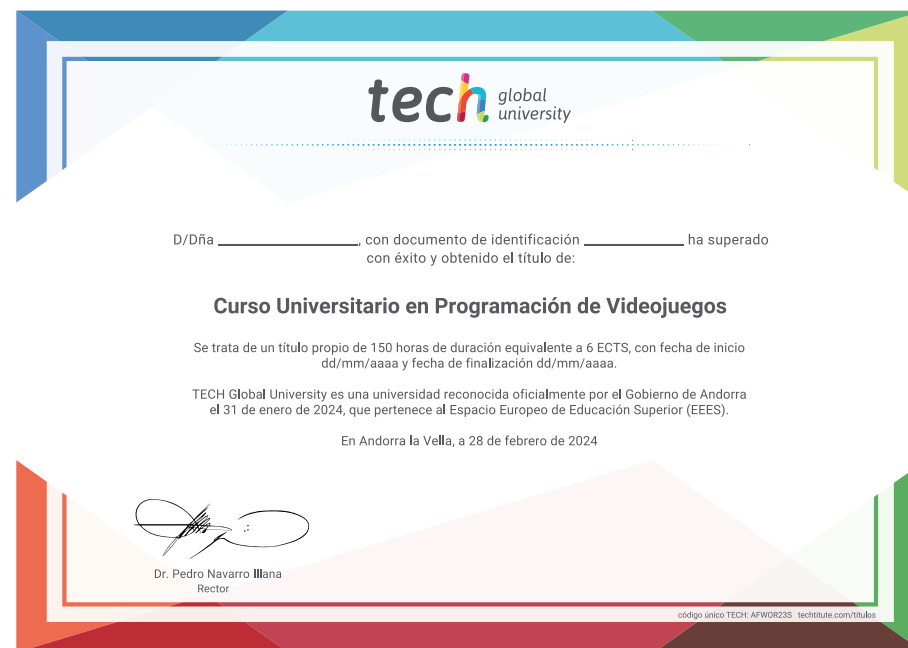 tech global university
D/Dña ______________, con documento de identificación __________ ha superado
con éxito y obtenido el título de:
Curso Universitario en Programación de Videojuegos
Se trata de un título propio de 150 horas de duración equivalente a 6 ECTS, con fecha de inicio
dd/mm/aaaa y fecha de finalización dd/mm/aaaa.
TECH Global University es una universidad reconocida oficialmente por el Gobierno de Andorra
el 31 de enero de 2024, que pertenece al Espacio Europeo de Educación Superior (EEES).
En Andorra la Vella, a 28 de febrero de 2024
Dr. Pedro Navarro Illana
Rector
código único TECH: AFWOR23S techtitute.com/titulos